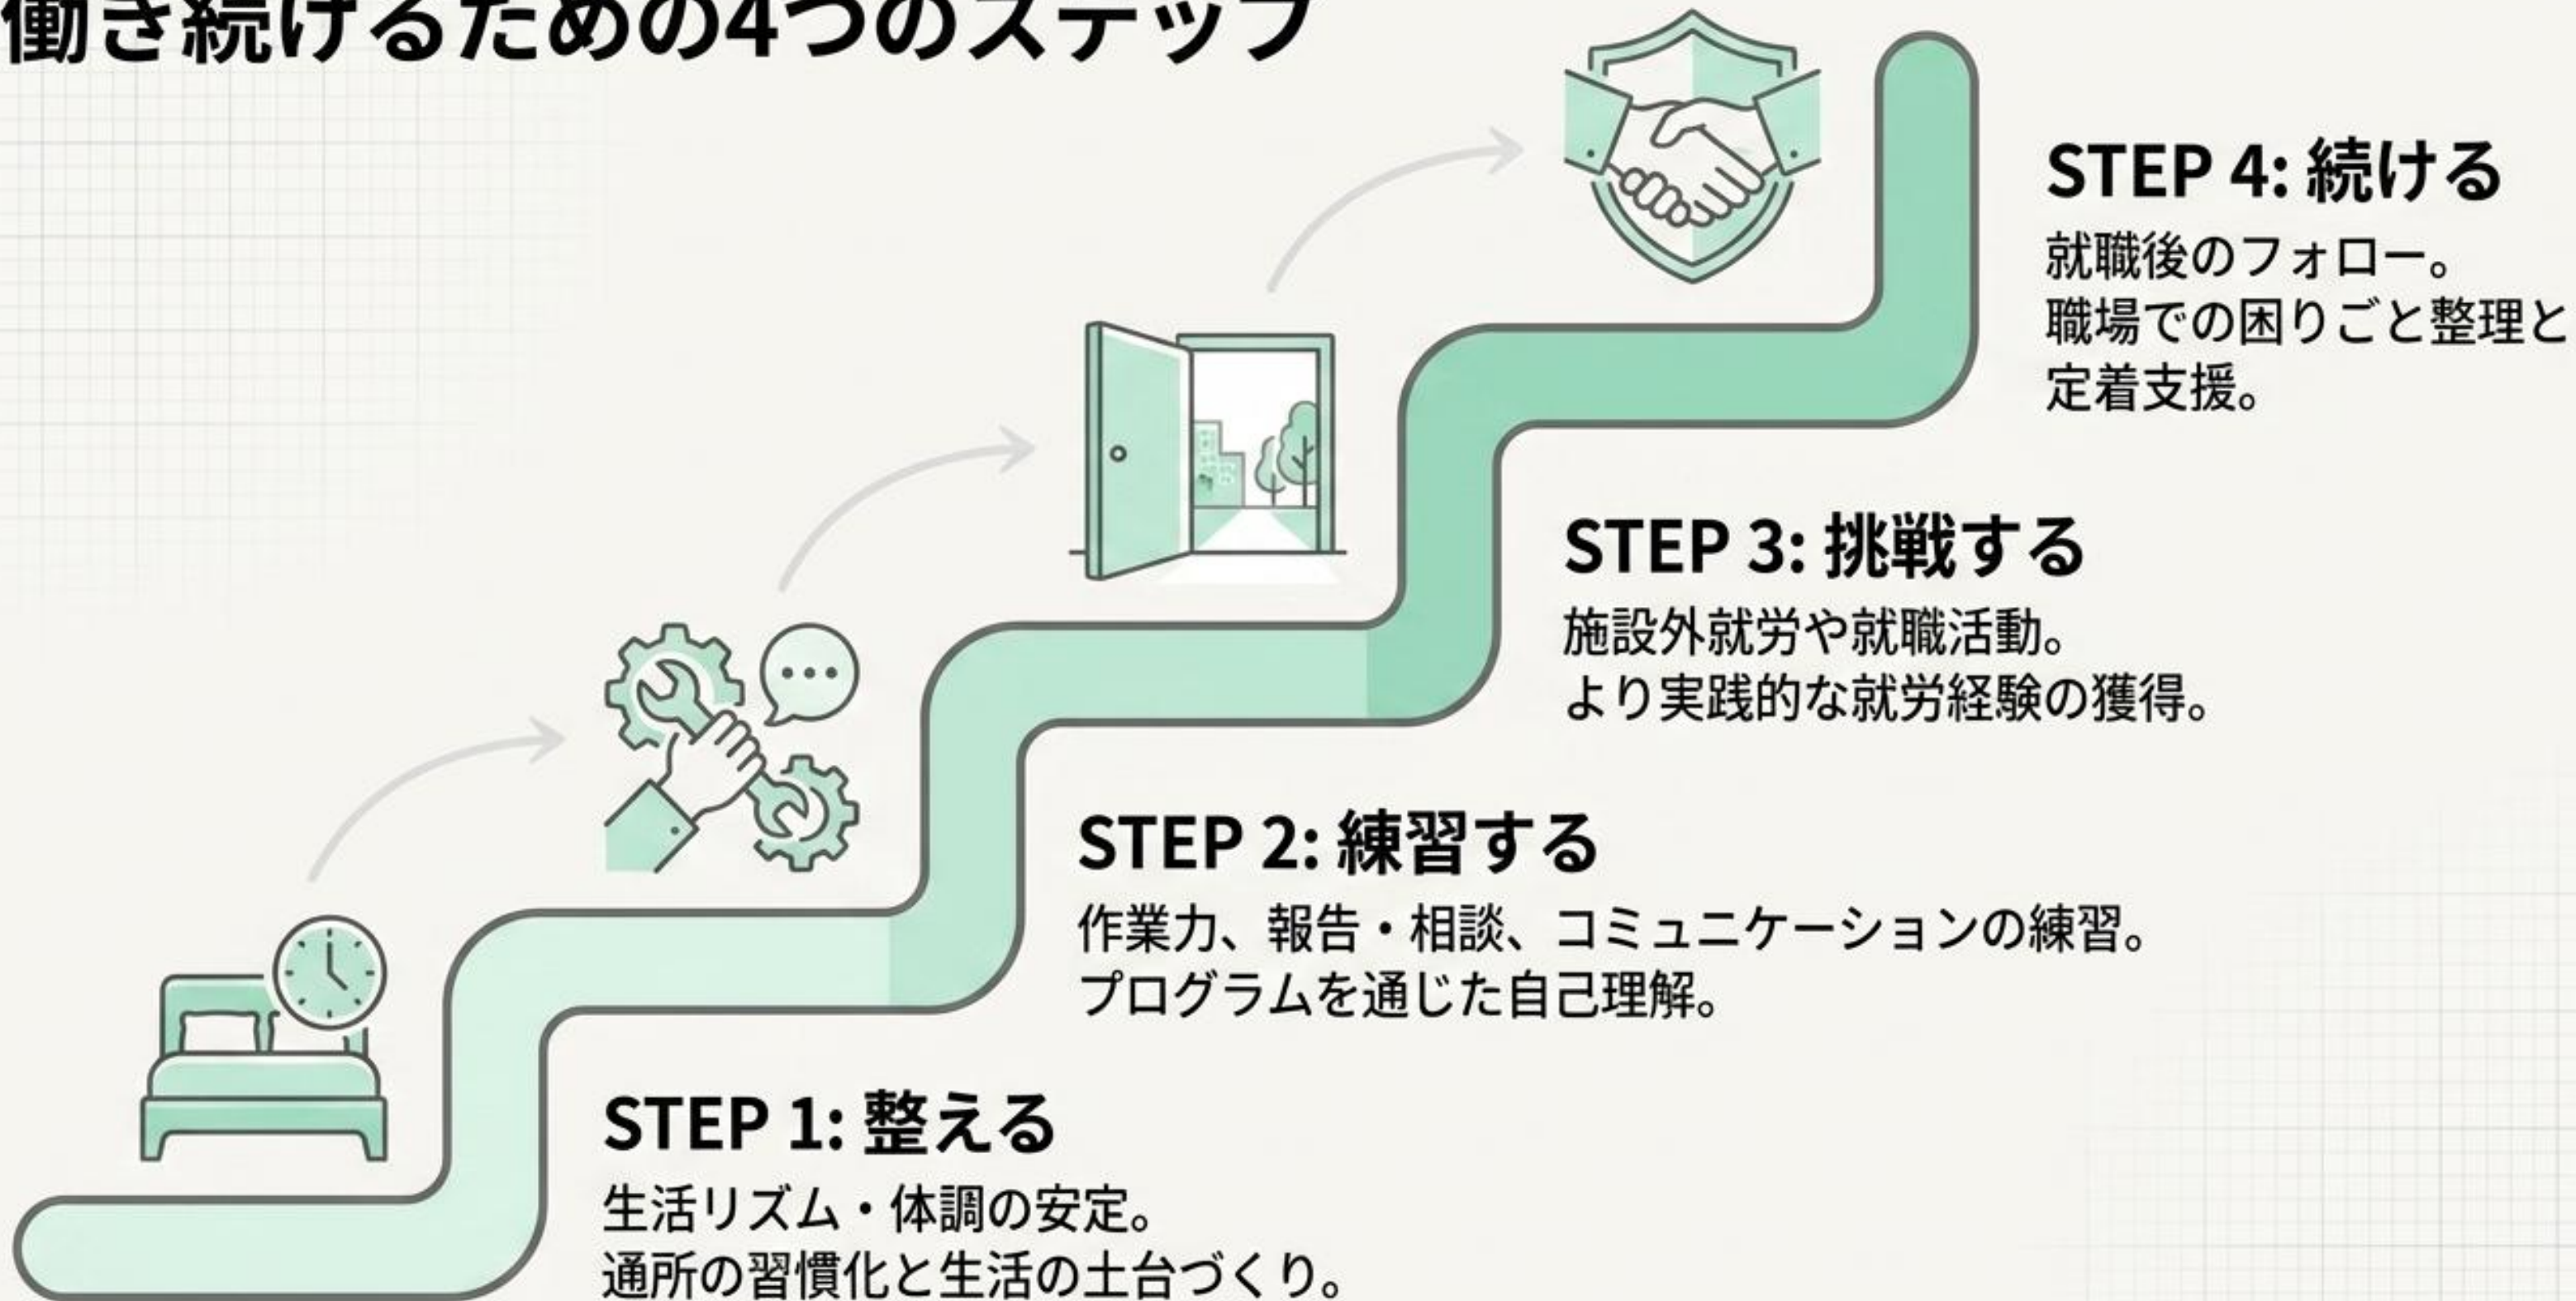 働き続けるための4つのステップ
STEP 4: 続ける
就職後のフォロー。
職場での困りごと整理と
定着支援。
STEP 3: 挑戦する
施設外就労や就職活動。
より実践的な就労経験の獲得。
STEP 2: 練習する
作業力、報告・相談、コミュニケーションの練習。
プログラムを通じた自己理解。
STEP 1: 整える
生活リズム・体調の安定。
通所の習慣化と生活の土台づくり。